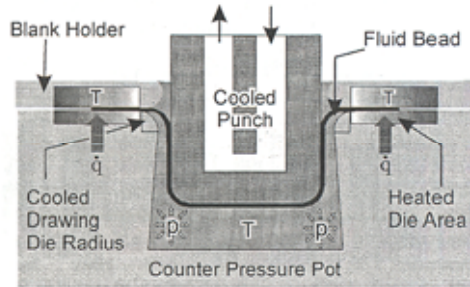 Blank Holder
Fluid Bead
T
Cooled
Punch
T
q̇
q̇
Cooled
Drawing
Die Radius
Heated
Die Area
p
T
p
Counter Pressure Pot